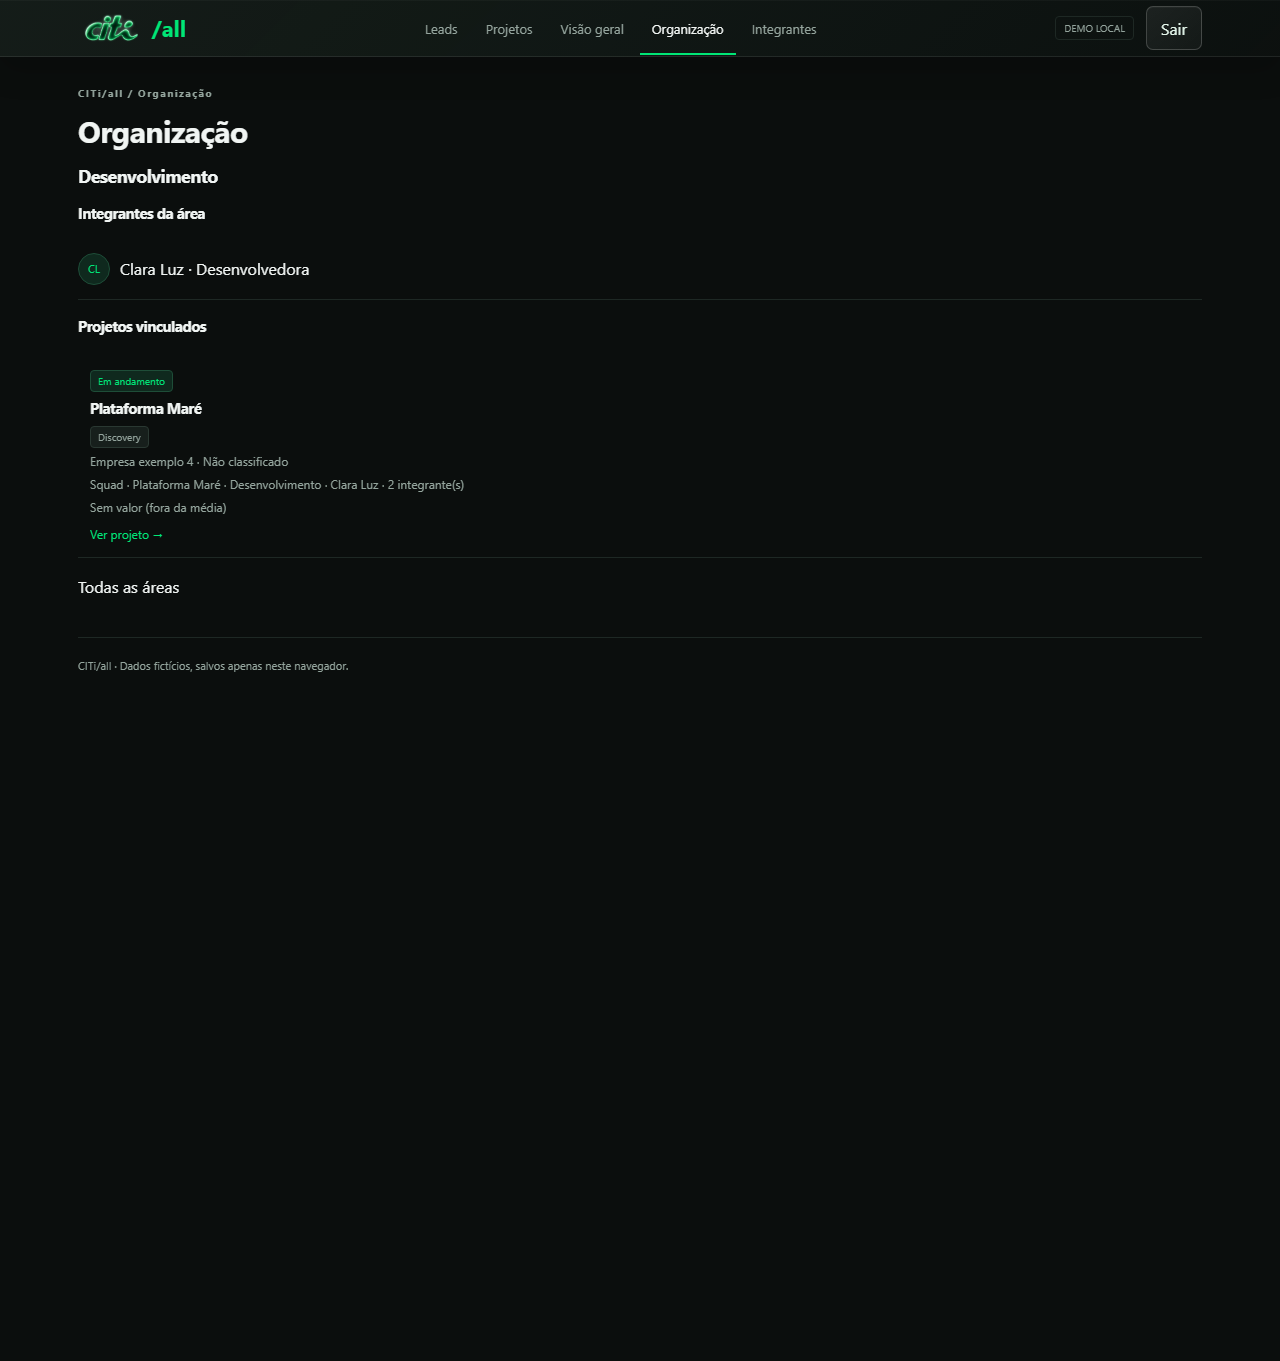 citi /all
Leads
Projetos
Visão geral
Organização
Integrantes
DEMO LOCAL
Sair
CITi/all / Organização
Organização
Desenvolvimento
Integrantes da área
CL
Clara Luz · Desenvolvedora
Projetos vinculados
Em andamento
Plataforma Maré
Discovery
Empresa exemplo 4 · Não classificado
Squad · Plataforma Maré · Desenvolvimento · Clara Luz · 2 integrante(s)
Sem valor (fora da média)
Ver projeto →
Todas as áreas
CITi/all · Dados fictícios, salvos apenas neste navegador.